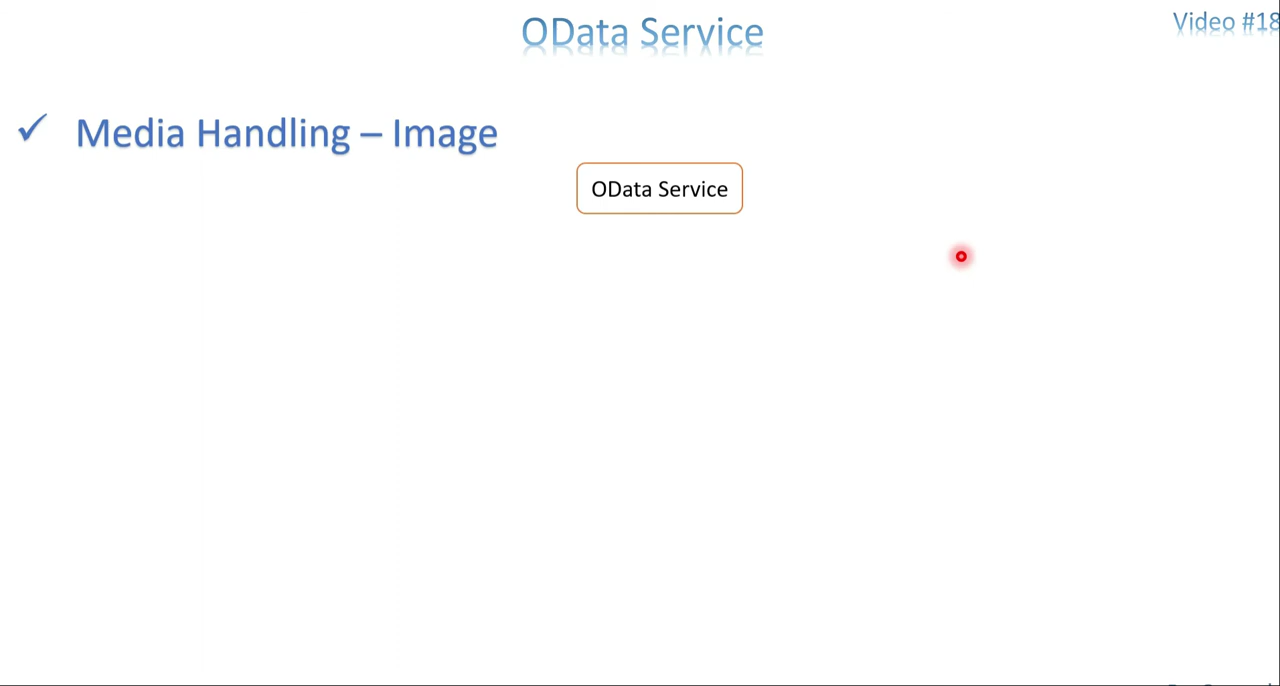 OData Service
Video #18
✓ Media Handling – Image
OData Service